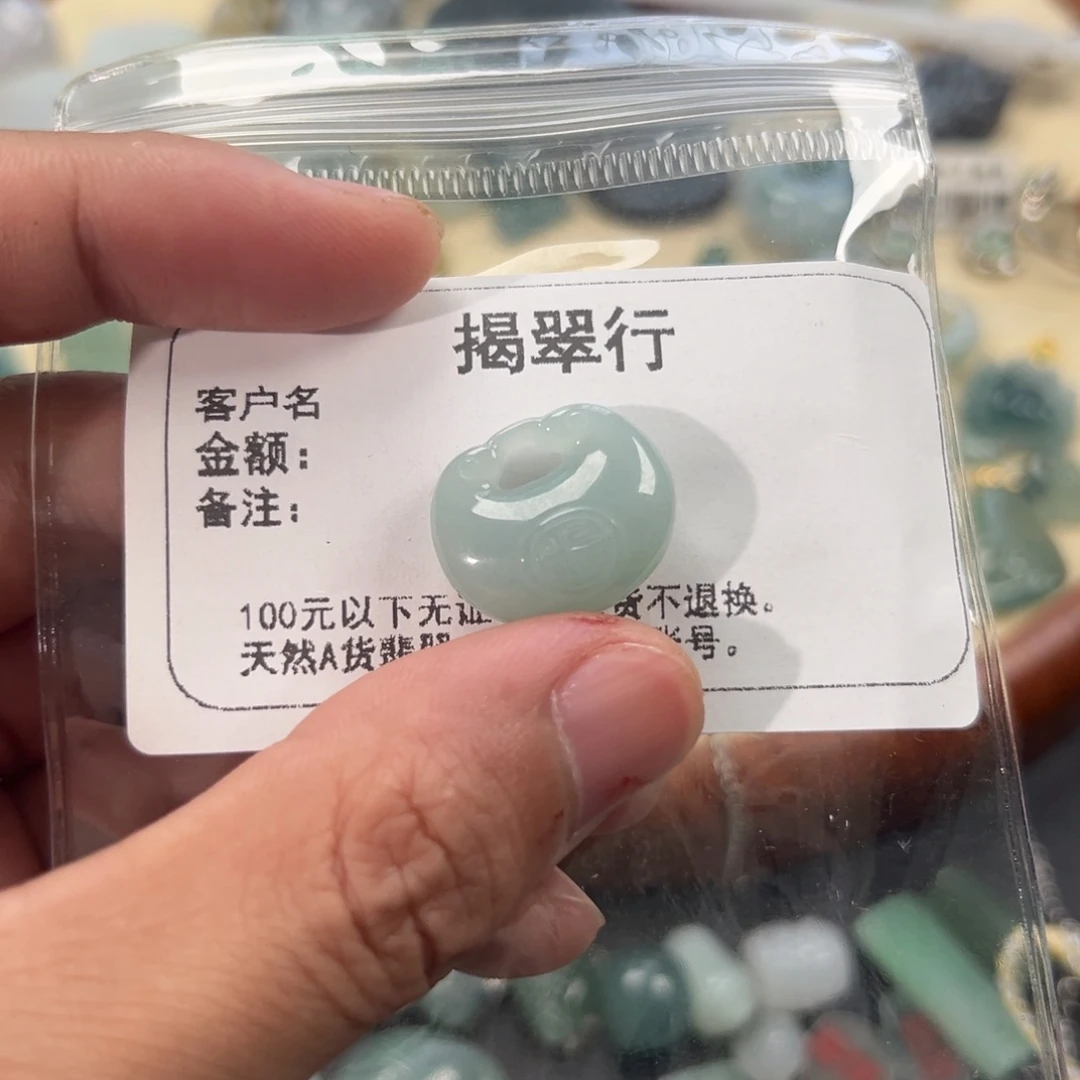 揭翠行
客户名
金额：
备注：
100元以下无证 货不退换。
天然A货翡翠 账号。